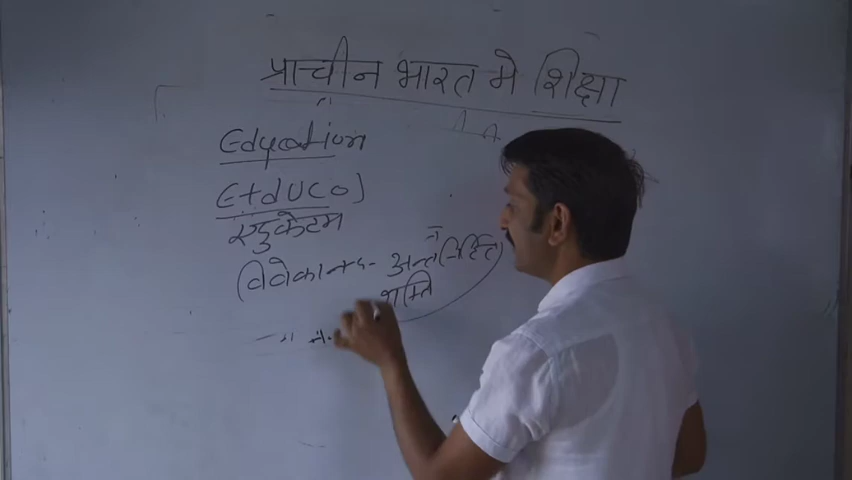 प्राचीन भारत मे शिक्षा
Education
E+duco)
एडुकेटम
(विवेकानन्द- अन्तर्निहित
शक्ति